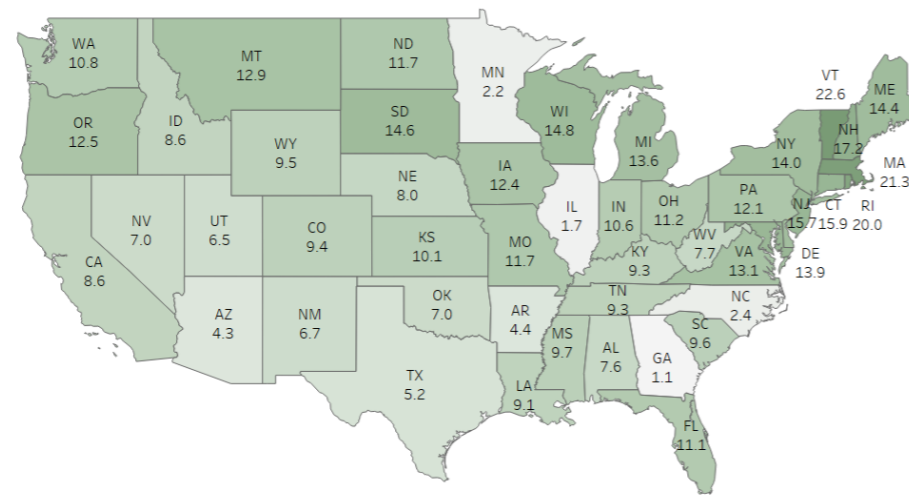 WA
10.8
MT
12.9
ND
11.7
MN
2.2
VT
22.6
ME
14.4
OR
12.5
ID
8.6
WY
9.5
SD
14.6
WI
14.8
MI
13.6
NY
14.0
NH
17.2
MA
21.3
NV
7.0
UT
6.5
CO
9.4
NE
8.0
IA
12.4
IL
1.7
IN
10.6
OH
11.2
PA
12.1
NJ
15.7
CT
15.9
RI
20.0
CA
8.6
KS
10.1
MO
11.7
KY
9.3
WV
7.7
VA
13.1
DE
13.9
AZ
4.3
NM
6.7
OK
7.0
AR
4.4
TN
9.3
NC
2.4
TX
5.2
LA
9.1
MS
9.7
AL
7.6
GA
1.1
SC
9.6
FL
11.1